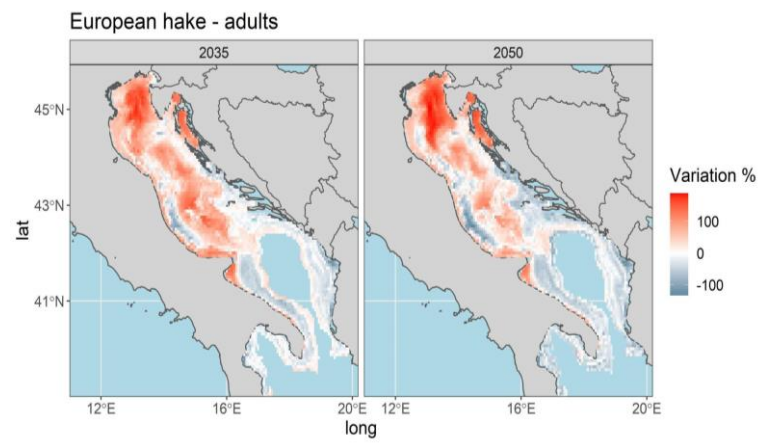 European hake - adults
2035 2050
45°N
43°N
41°N
lat
12°E 16°E 20°E 12°E 16°E 20°E
long
Variation %
100
0
-100